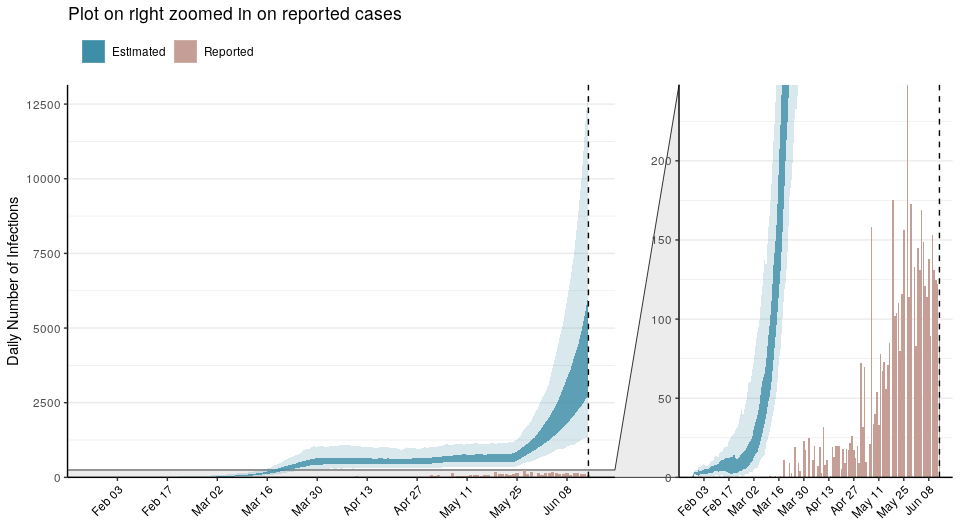 Plot on right zoomed in on reported cases
Estimated Reported
Daily Number of Infections
12500
10000
7500
5000
2500
0
Feb 03 Feb 17 Mar 02 Mar 16 Mar 30 Apr 13 Apr 27 May 11 May 25 Jun 08
200
150
100
50
0
Feb 03 Feb 17 Mar 02 Mar 16 Mar 30 Apr 13 Apr 27 May 11 May 25 Jun 08